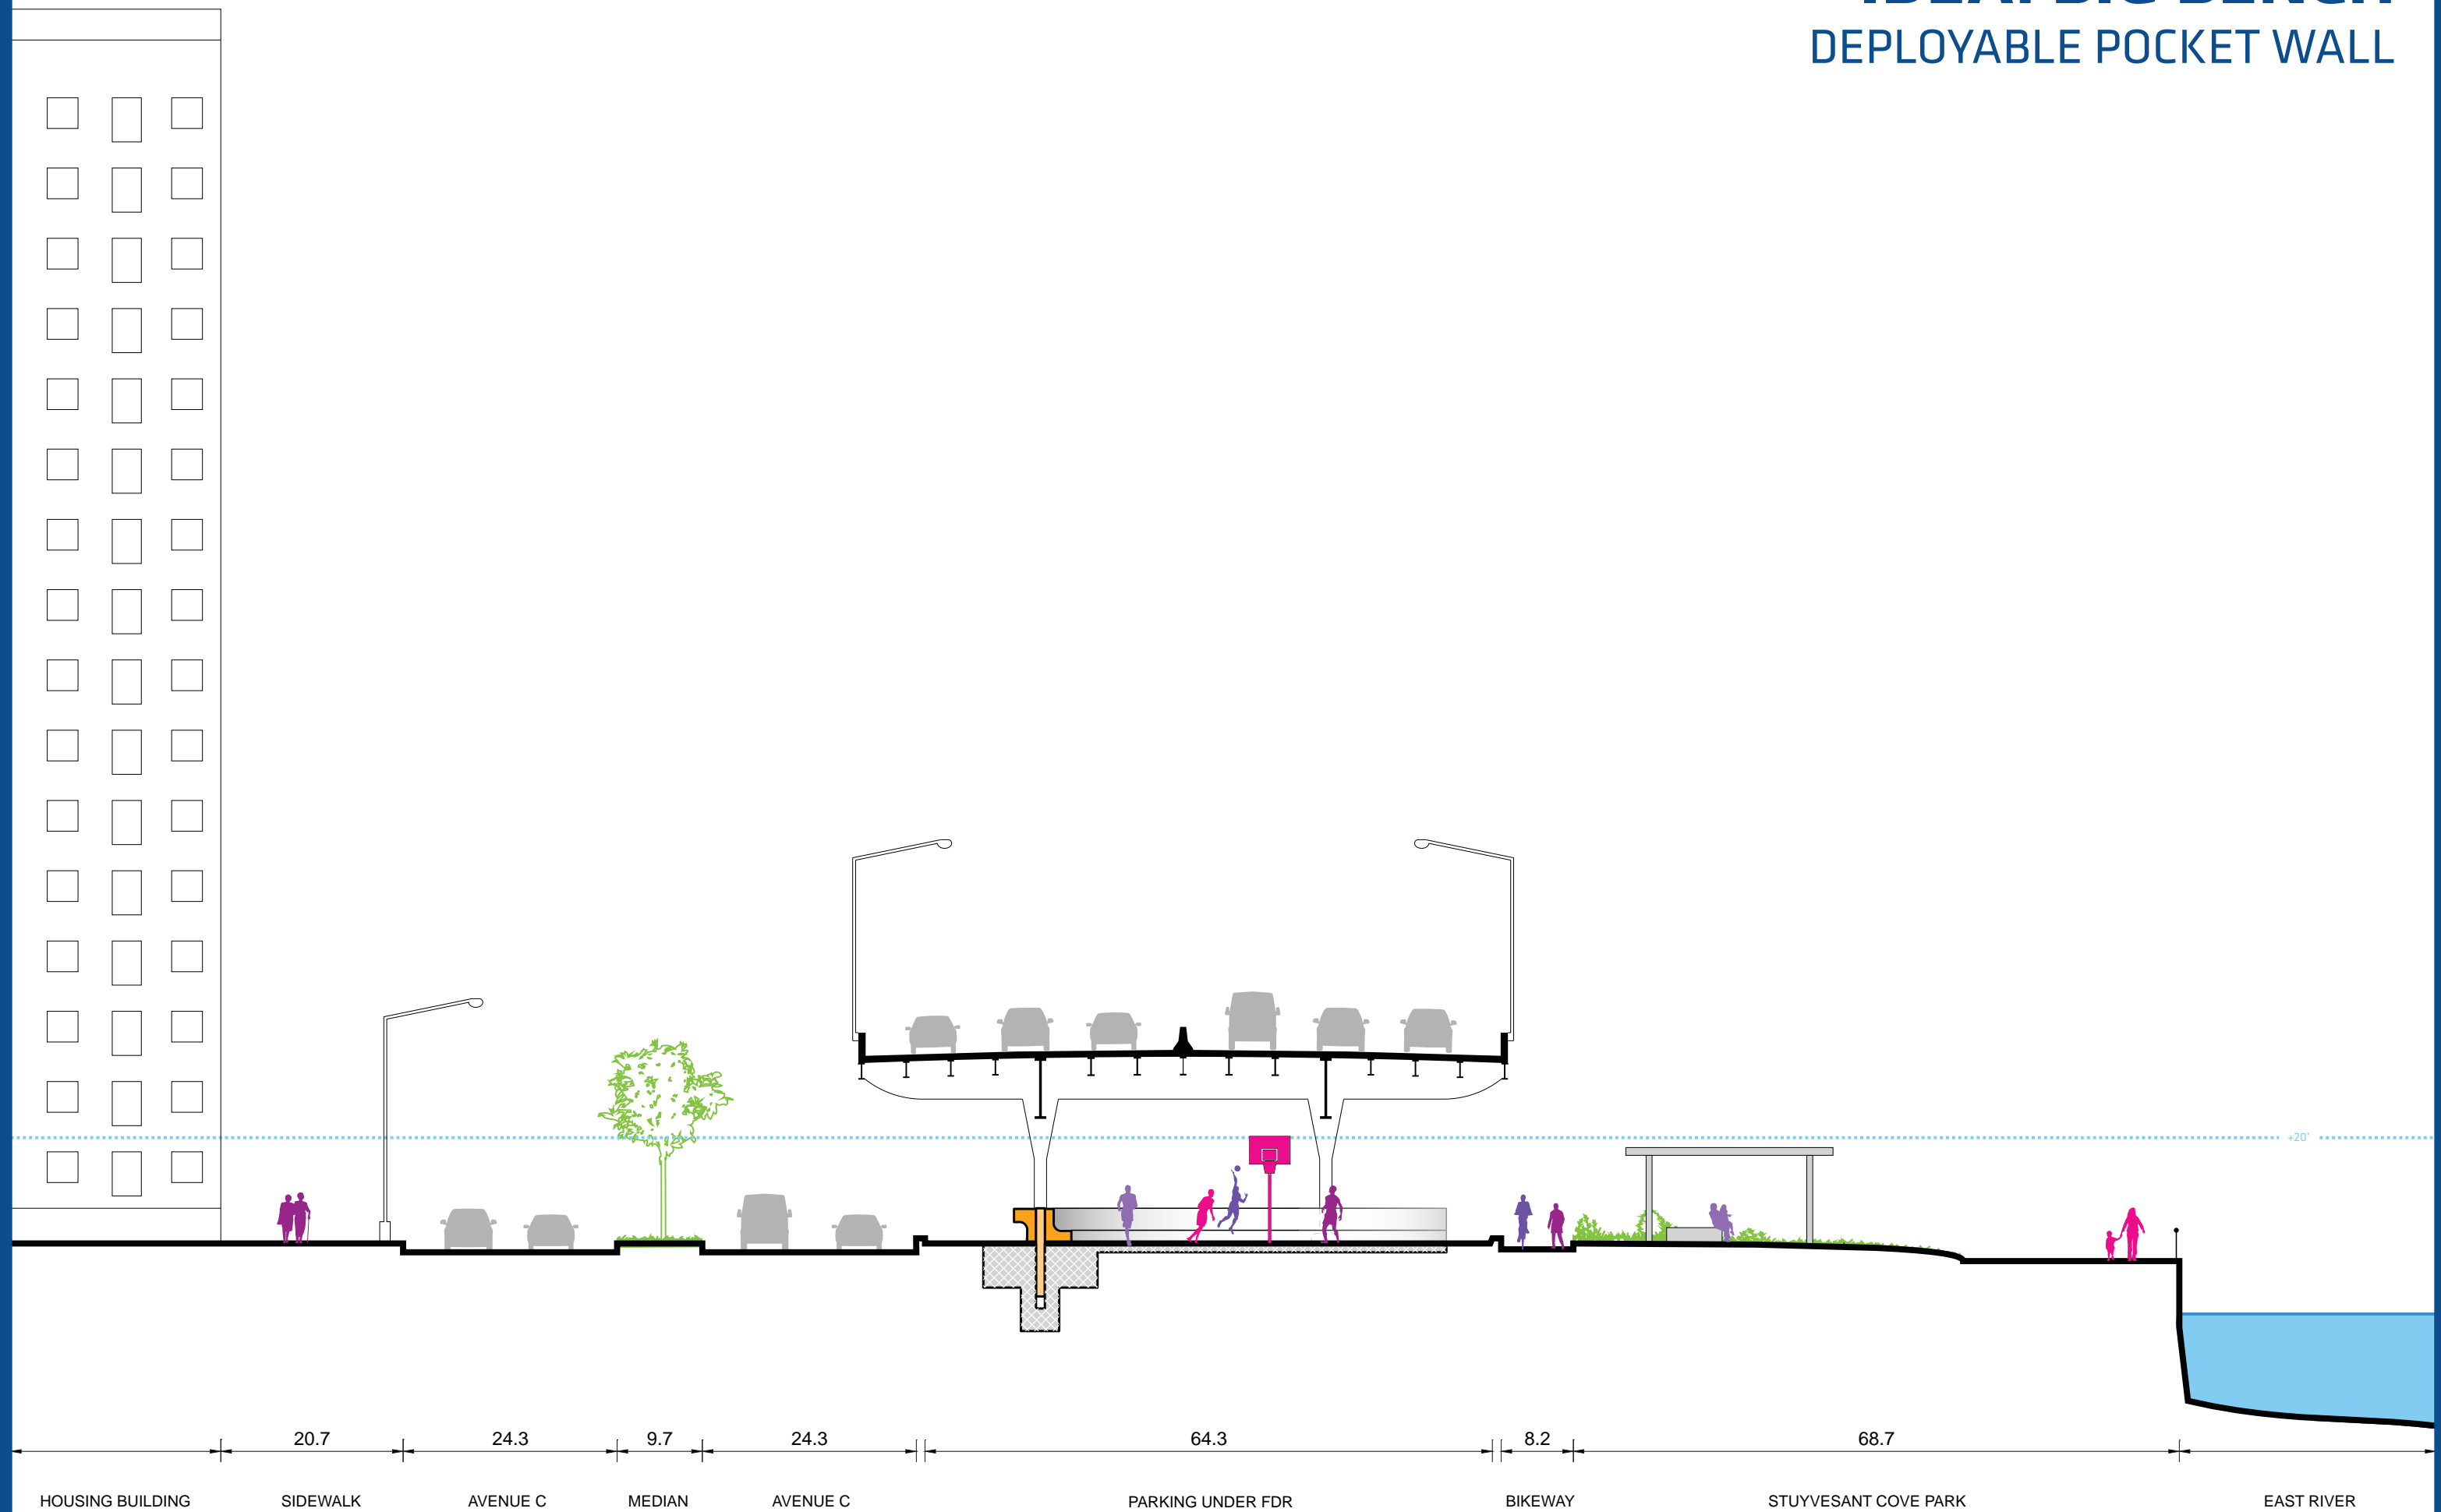 DEPLOYABLE POCKET WALL
+20'
20.7 24.3 9.7 24.3 64.3 8.2 68.7
HOUSING BUILDING SIDEWALK AVENUE C MEDIAN AVENUE C PARKING UNDER FDR BIKEWAY STUYVESANT COVE PARK EAST RIVER